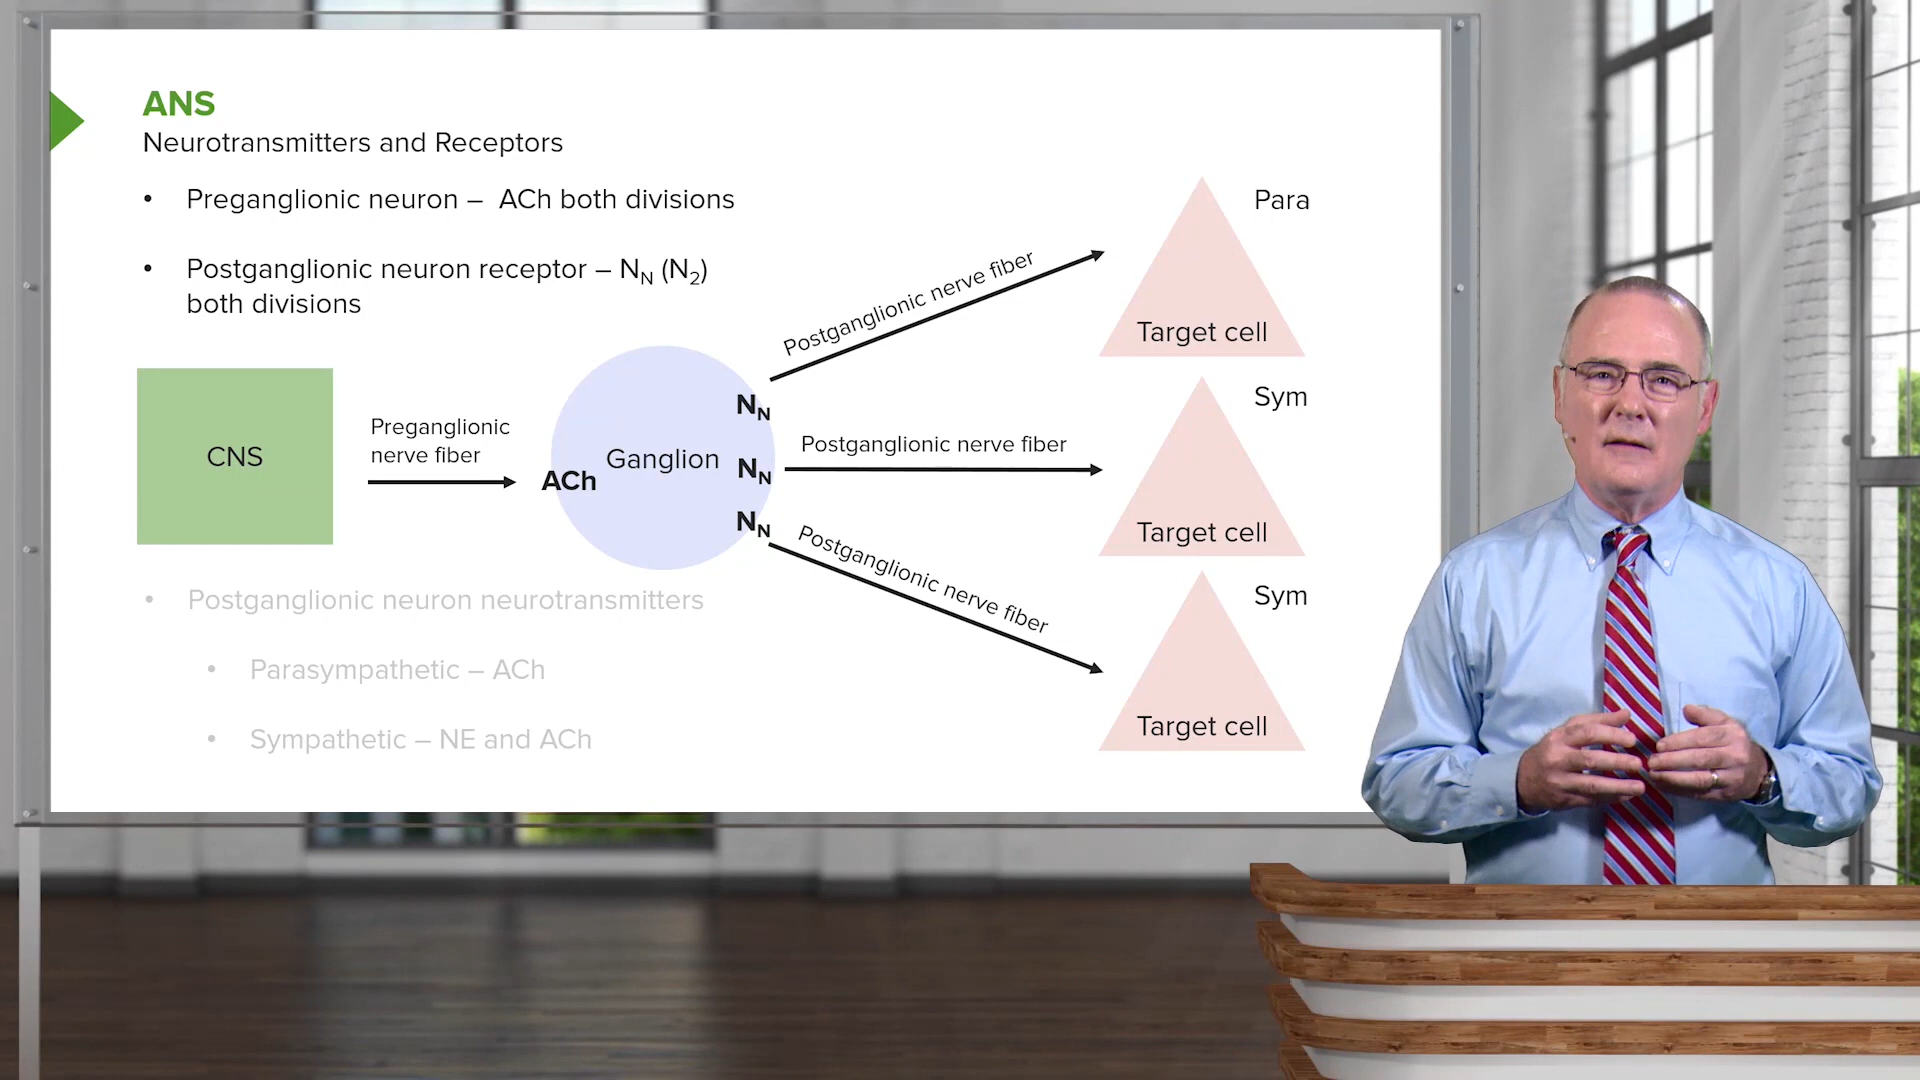 ANS
Neurotransmitters and Receptors
• Preganglionic neuron – ACh both divisions
• Postganglionic neuron receptor – NN (N2)
both divisions
CNS
Preganglionic
nerve fiber
ACh
Ganglion
NN
NN
NN
Postganglionic nerve fiber
Postganglionic nerve fiber
Postganglionic nerve fiber
Para
Target cell
Sym
Target cell
Sym
Target cell
• Postganglionic neuron neurotransmitters
• Parasympathetic – ACh
• Sympathetic – NE and ACh